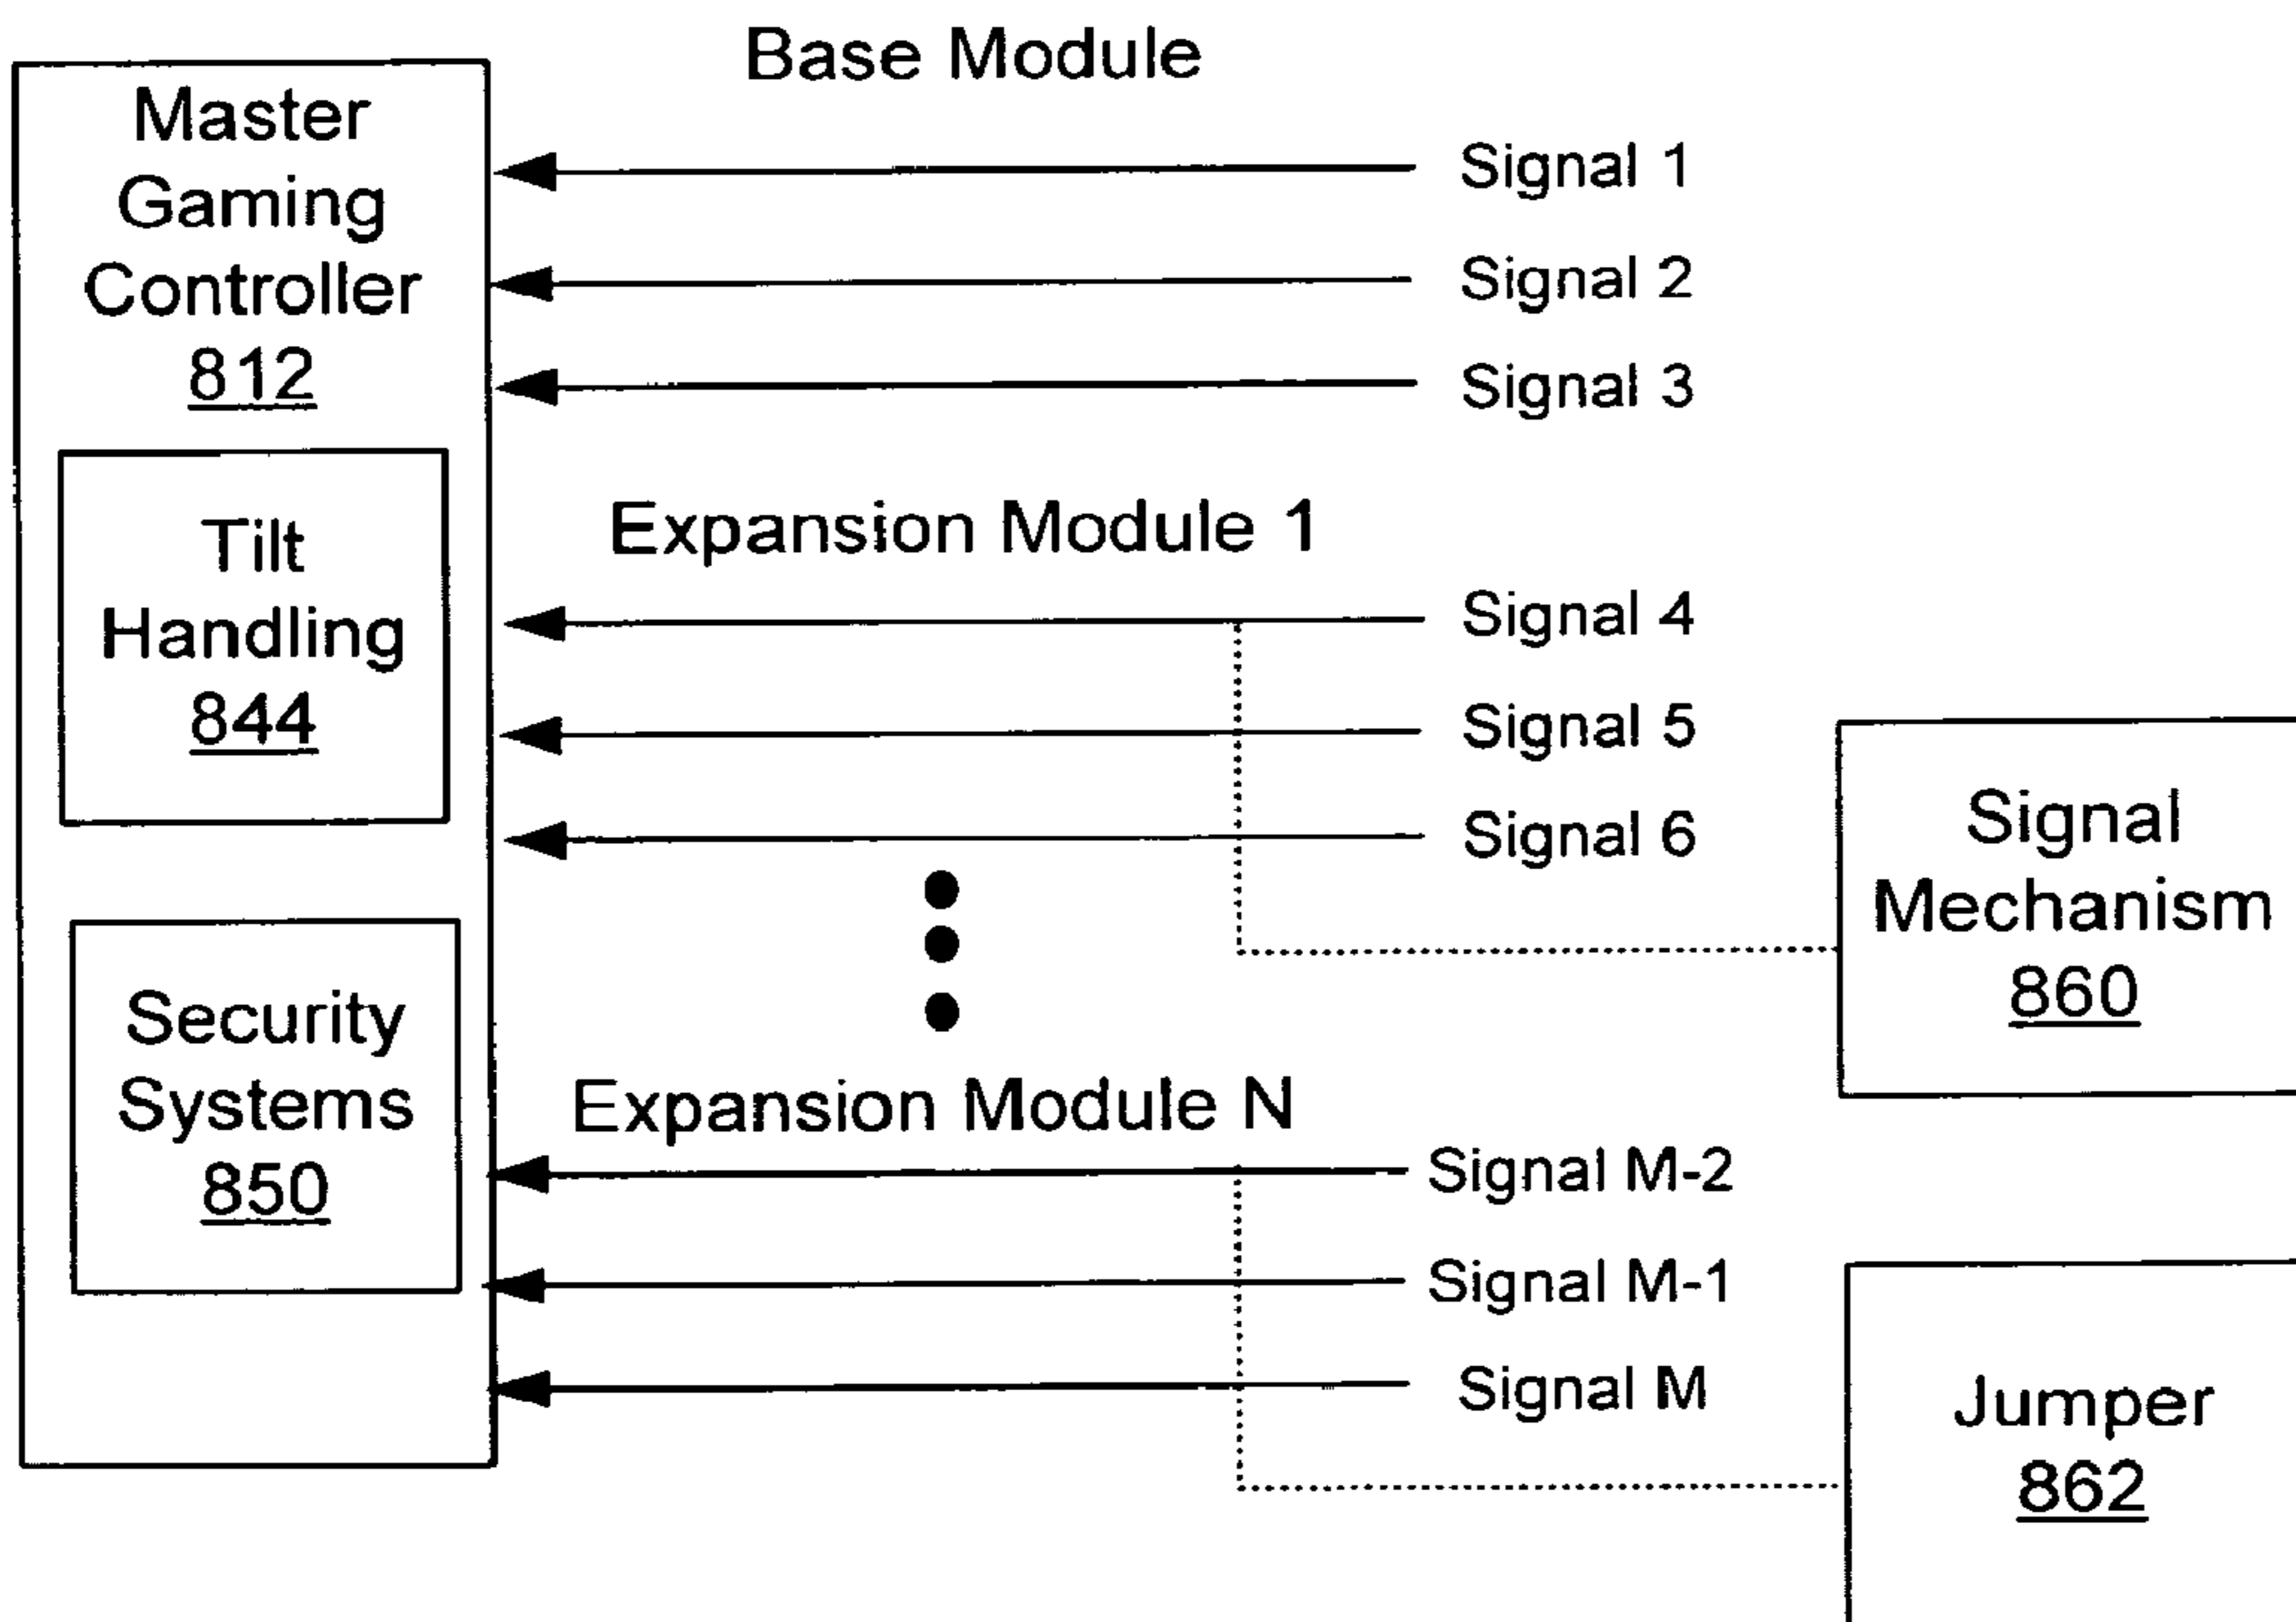 Base Module
Master
Gaming
Controller
812
Signal 1
Signal 2
Signal 3
Tilt
Handling
844
Expansion Module 1
Signal 4
Signal 5
Signal 6
Signal
Mechanism
860
Security
Systems
850
Expansion Module N
Signal M-2
Signal M-1
Signal M
Jumper
862